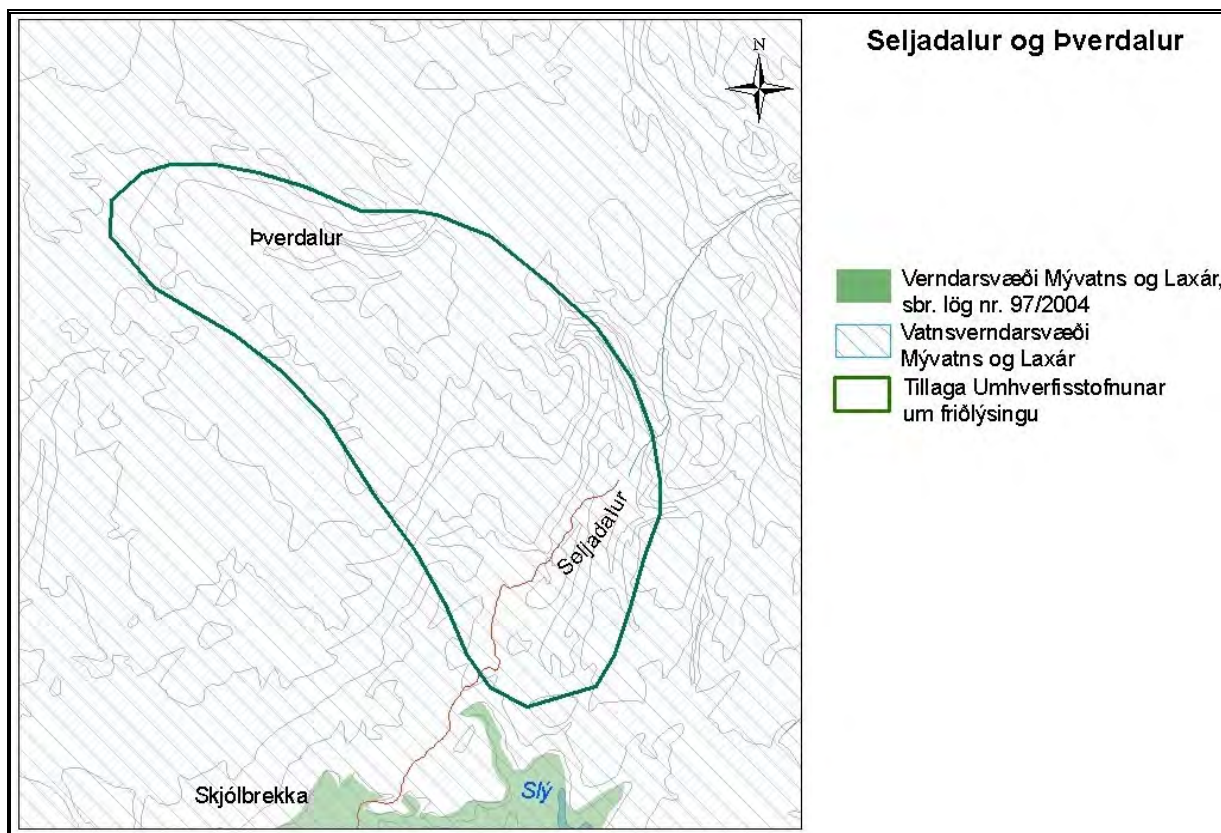 Seljadalur og Þverdalur
N
Þverdalur
Seljadalur
Skjólbrekka
Slý
Verndarsvæði Mývatns og Laxár,
sbr. lög nr. 97/2004
Vatnsverndarsvæði
Mývatns og Laxár
Tillaga Umhverfisstofnunar
um friðlýsingu